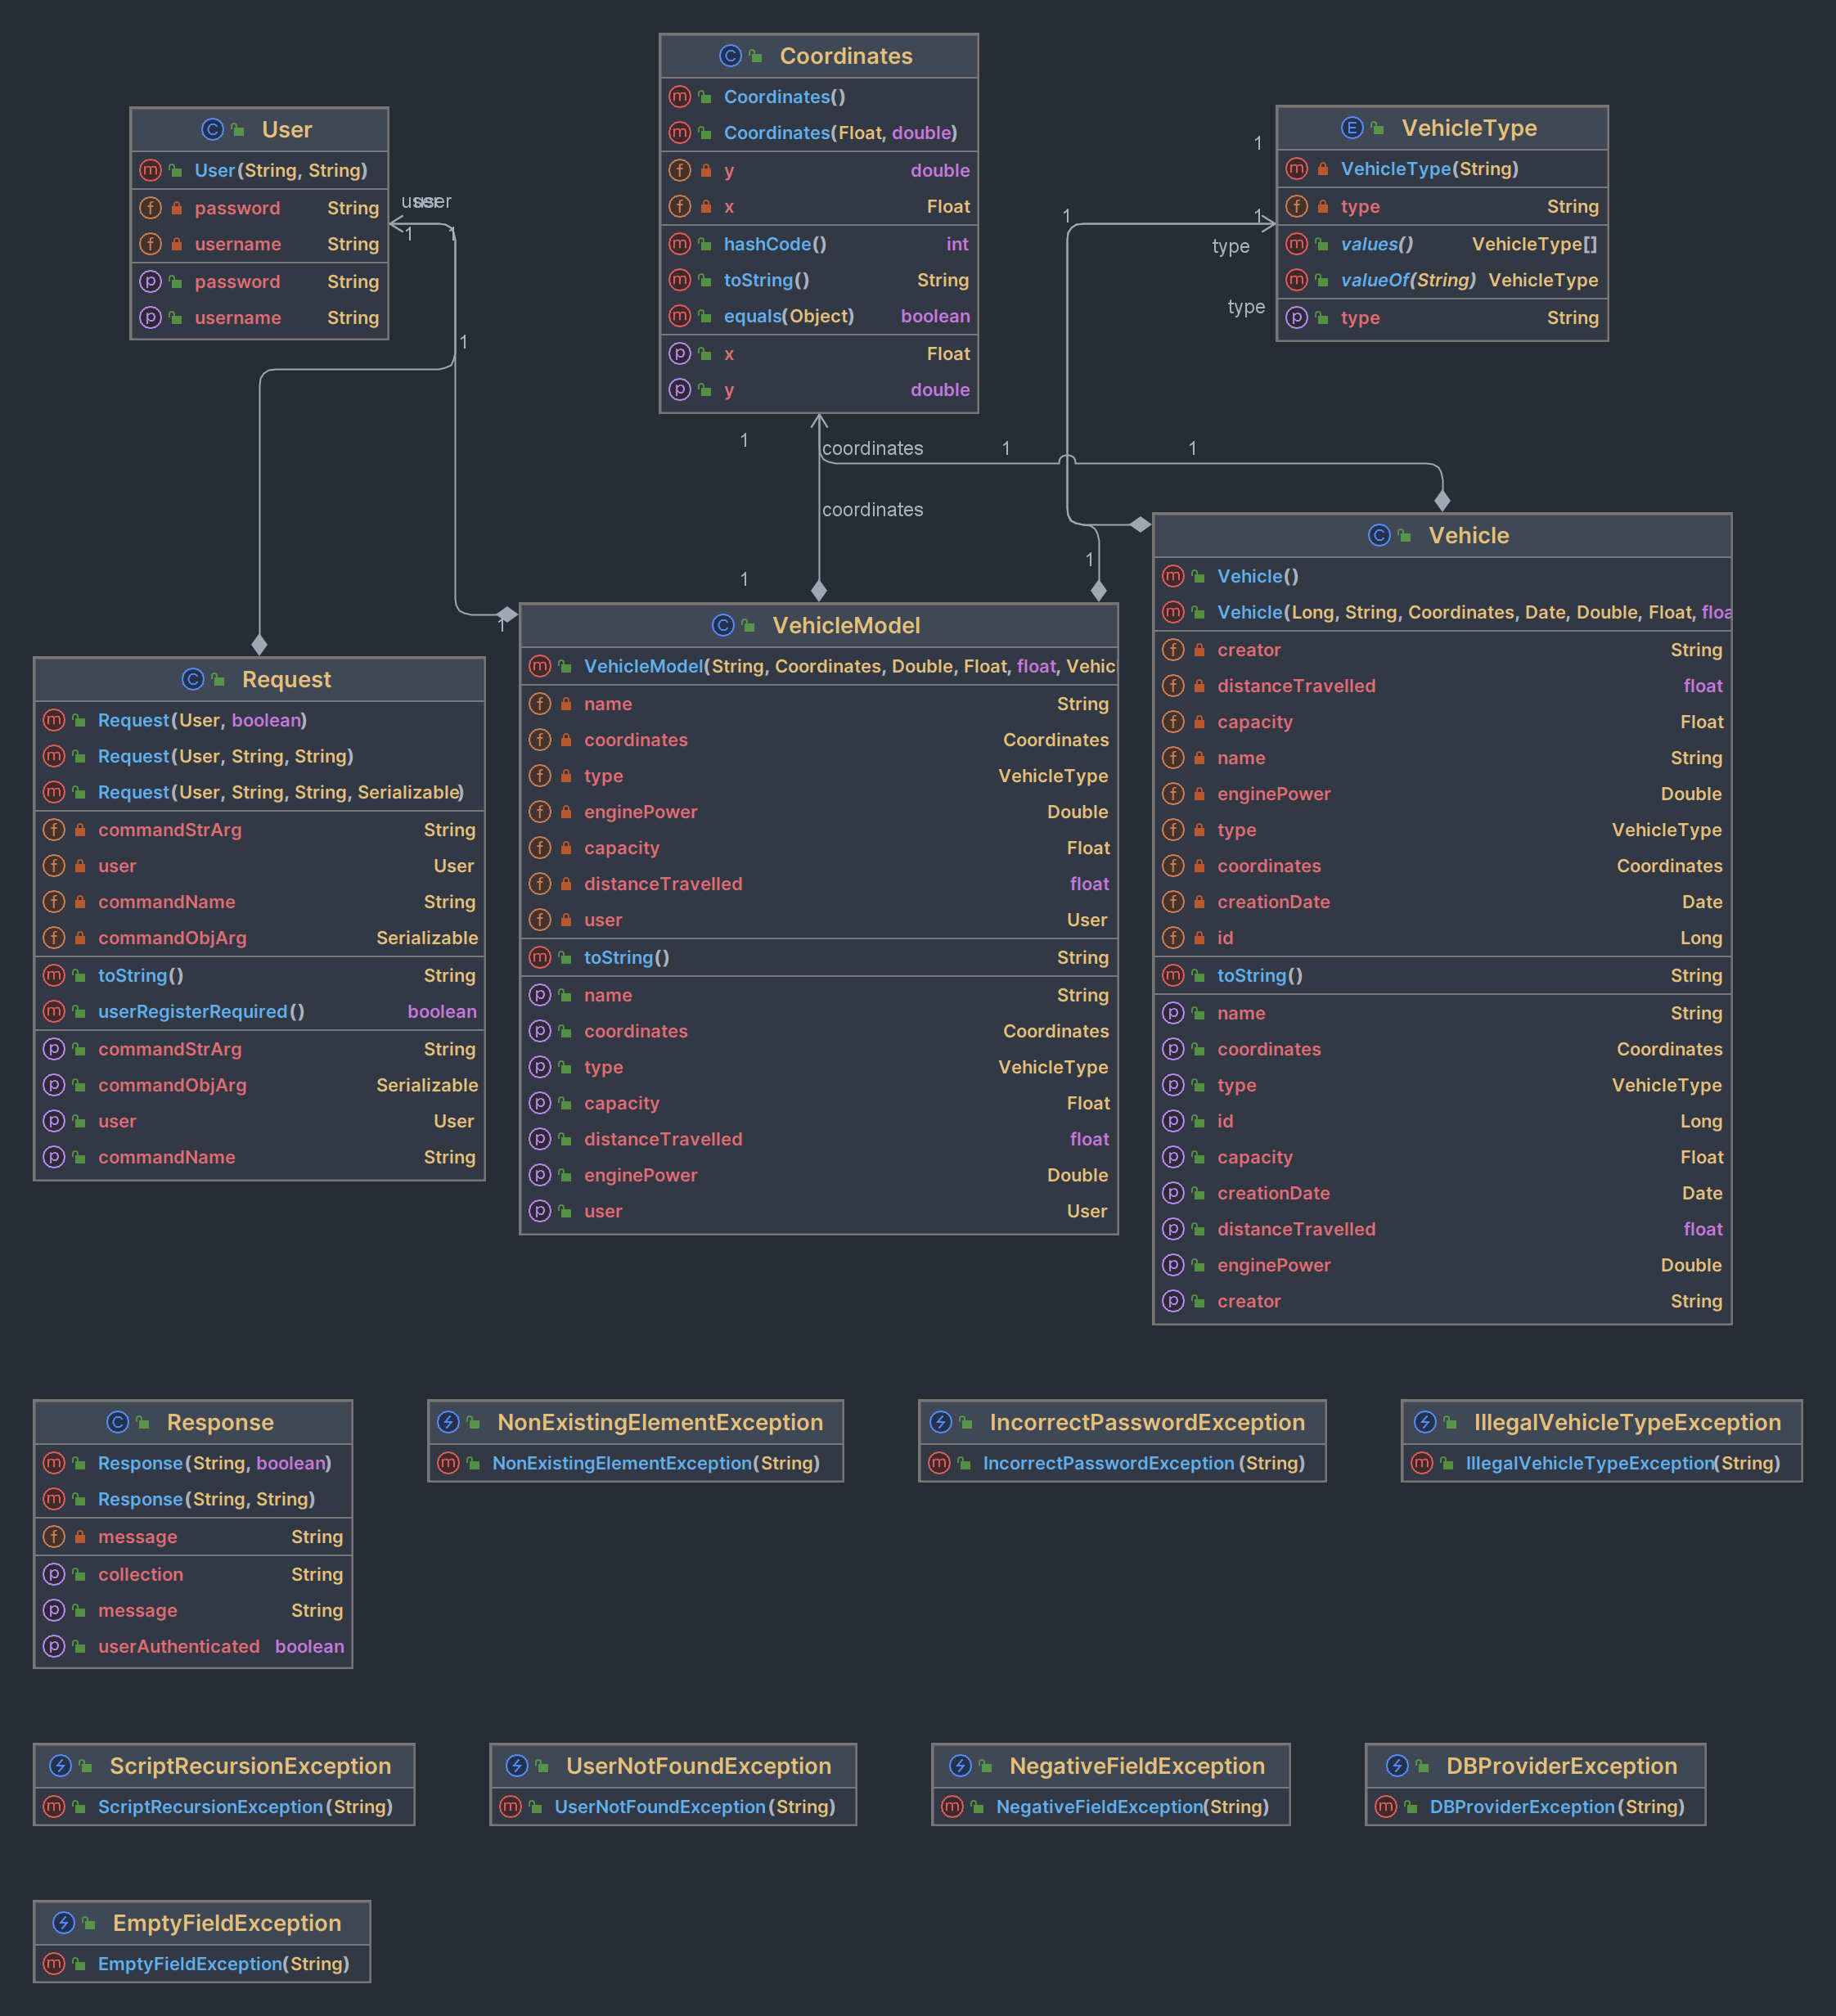 Coordinates
Coordinates()
Coordinates(Float, double)
y double
x Float
hashCode() int
toString() String
equals(Object) boolean
x Float
y double
User
User(String, String)
password String
username String
password String
username String
VehicleType
VehicleType(String)
type String
values() VehicleType[]
valueOf(String) VehicleType
type String
user
user
1
1
1
1
1
1
1
type
type
1
coordinates
1
1
coordinates
1
1
Vehicle
Vehicle()
Vehicle(Long, String, Coordinates, Date, Double, Float, floa
creator String
distanceTravelled float
capacity Float
name String
enginePower Double
type VehicleType
coordinates Coordinates
creationDate Date
id Long
toString() String
name String
coordinates Coordinates
type VehicleType
id Long
capacity Float
creationDate Date
distanceTravelled float
enginePower Double
creator String
1
VehicleModel
VehicleModel(String, Coordinates, Double, Float, float, Vehic
name String
coordinates Coordinates
type VehicleType
enginePower Double
capacity Float
distanceTravelled float
user User
toString() String
name String
coordinates Coordinates
type VehicleType
capacity Float
distanceTravelled float
enginePower Double
user User
Request
Request(User, boolean)
Request(User, String, String)
Request(User, String, String, Serializable)
commandStrArg String
user User
commandName String
commandObjArg Serializable
toString() String
userRegisterRequired() boolean
commandStrArg String
commandObjArg Serializable
user User
commandName String
Response
Response(String, boolean)
Response(String, String)
message String
collection String
message String
userAuthenticated boolean
NonExistingElementException
NonExistingElementException(String)
IncorrectPasswordException
IncorrectPasswordException(String)
IllegalVehicleTypeException
IllegalVehicleTypeException(String)
ScriptRecursionException
ScriptRecursionException(String)
UserNotFoundException
UserNotFoundException(String)
NegativeFieldException
NegativeFieldException(String)
DBProviderException
DBProviderException(String)
EmptyFieldException
EmptyFieldException(String)